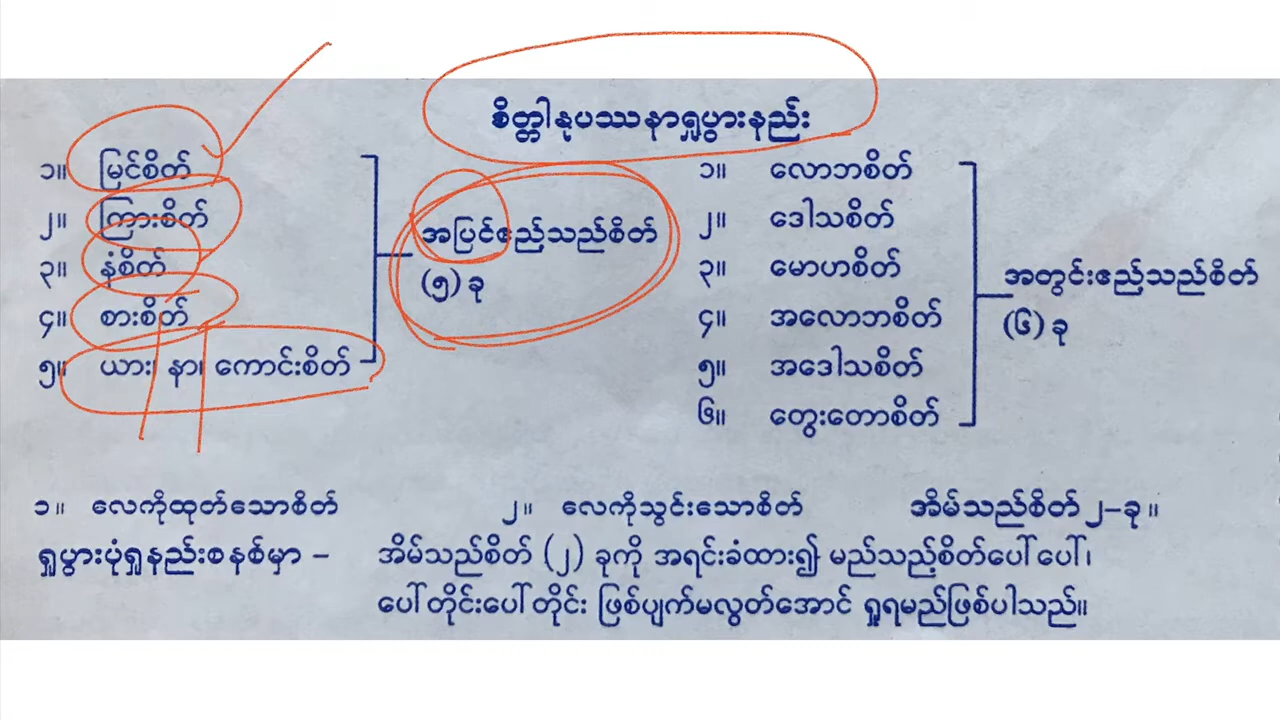 စိတ္တါနုပဿနာရှုပွားနည်း
၁။ မြင်စိတ်
၂။ ကြားစိတ်
၃။ နံစိတ်
၄။ စားစိတ်
၅။ ယား၊ နာ၊ ကောင်းစိတ်
အပြင်ဧည့်သည်စိတ်
(၅) ခု
၁။ လောဘစိတ်
၂။ ဒေါသစိတ်
၃။ မောဟစိတ်
၄။ အလောဘစိတ်
၅။ အဒေါသစိတ်
၆။ တွေးတောစိတ်
အတွင်းဧည့်သည်စိတ်
(၆) ခု
၁။ လေကိုထုတ်သောစိတ် ၂။ လေကိုသွင်းသောစိတ် အိမ်သည်စိတ် ၂-ခု။
ရှုပွားပုံရှုနည်းစနစ်မှာ – အိမ်သည်စိတ် (၂) ခုကို အရင်းခံထား၍ မည်သည့်စိတ်ပေါ်ပေါ်၊
ပေါ်တိုင်းပေါ်တိုင်း ဖြစ်ပျက်မလွတ်အောင် ရှုရမည်ဖြစ်ပါသည်။